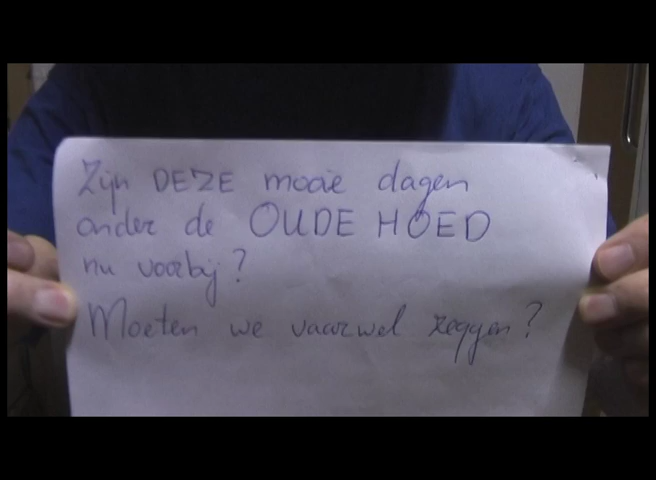 Zijn DEZE mooie dagen
onder de OUDE HOED
nu voorbij?
Moeten we vaarwel zeggen?